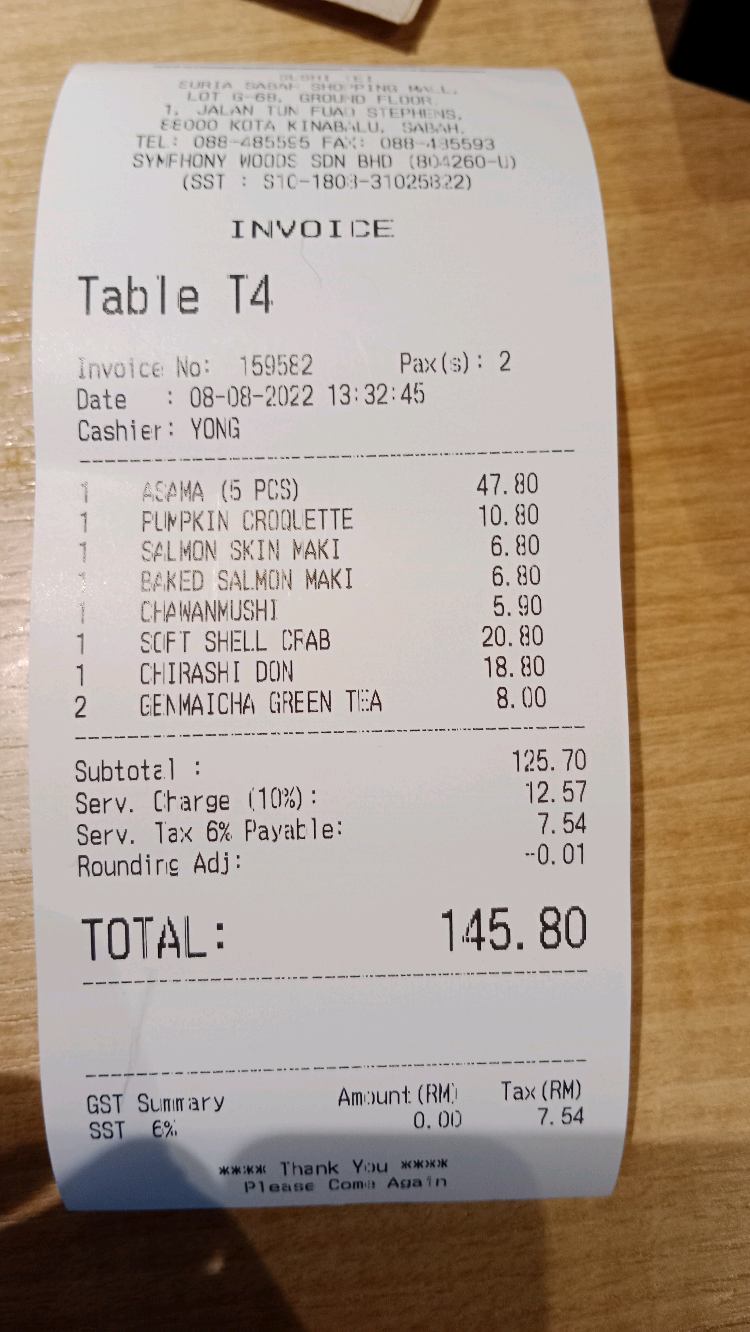 SUSHI TEI
SURIA SABAH SHOPPING MALL,
LOT G-68, GROUND FLOOR,
1, JALAN TUN FUAD STEPHENS,
88000 KOTA KINABALU, SABAH.
TEL: 088-485595 FAX: 088-485593
SYMFHONY WOODS SDN BHD (804260-U)
(SST : S10-1808-31025822)
INVOICE
Table T4
Invoice No: 159582 Pax(s): 2
Date : 08-08-2022 13:32:45
Cashier: YONG
1 ASAMA (5 PCS) 47.80
1 PUMPKIN CROQUETTE 10.80
1 SALMON SKIN MAKI 6.80
1 BAKED SALMON MAKI 6.80
1 CHAWANMUSHI 5.90
1 SOFT SHELL CRAB 20.80
1 CHIRASHI DON 18.80
2 GENMAICHA GREEN TEA 8.00
Subtotal : 125.70
Serv. Charge (10%): 12.57
Serv. Tax 6% Payable: 7.54
Rounding Adj: -0.01
TOTAL: 145.80
GST Summary Amount(RM) Tax(RM)
SST 6% 0.00 7.54
**** Thank You ****
Please Come Again